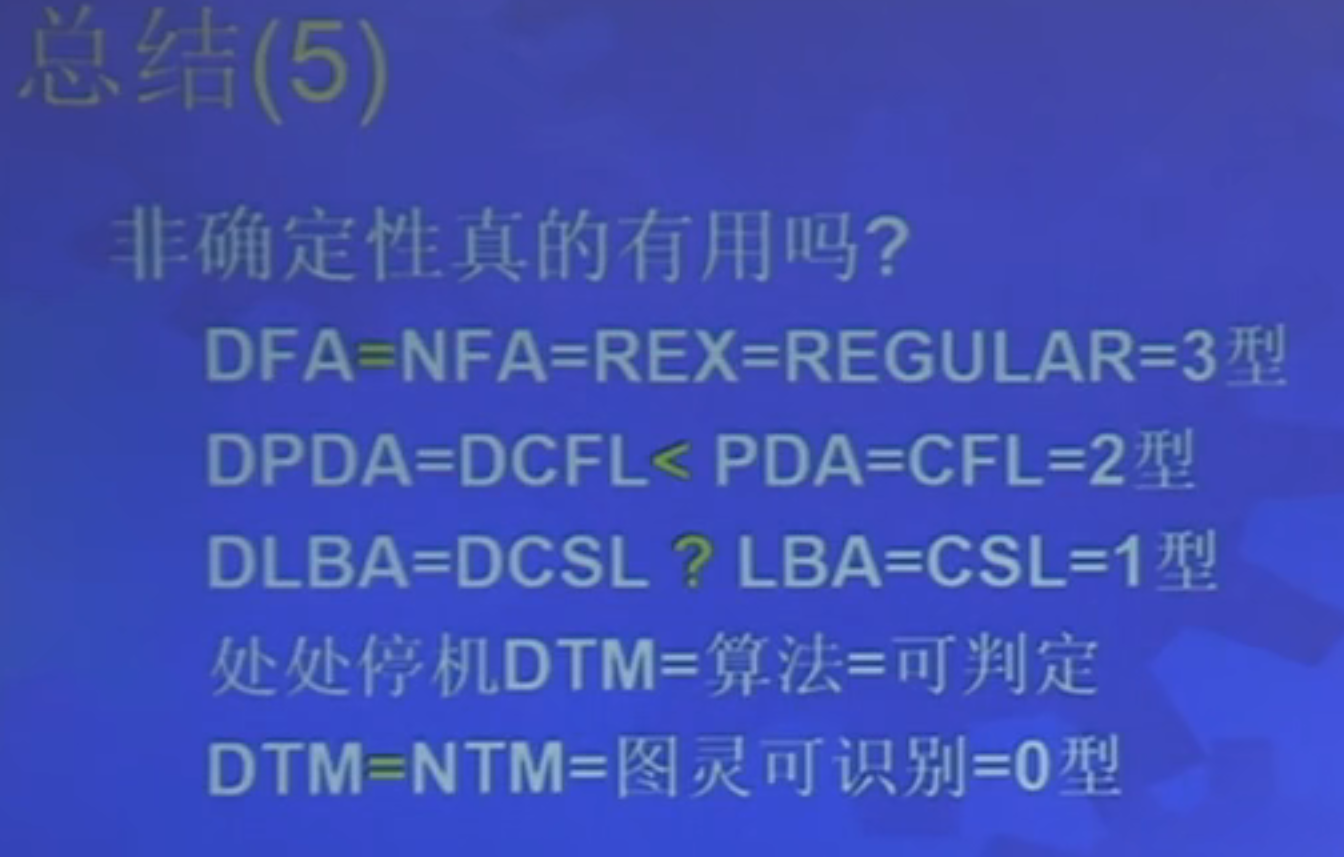 总结(5)
非确定性真的有用吗?
DFA=NFA=REX=REGULAR=3型
DPDA=DCFL< PDA=CFL=2型
DLBA=DCSL ? LBA=CSL=1型
处处停机DTM=算法=可判定
DTM=NTM=图灵可识别=0型